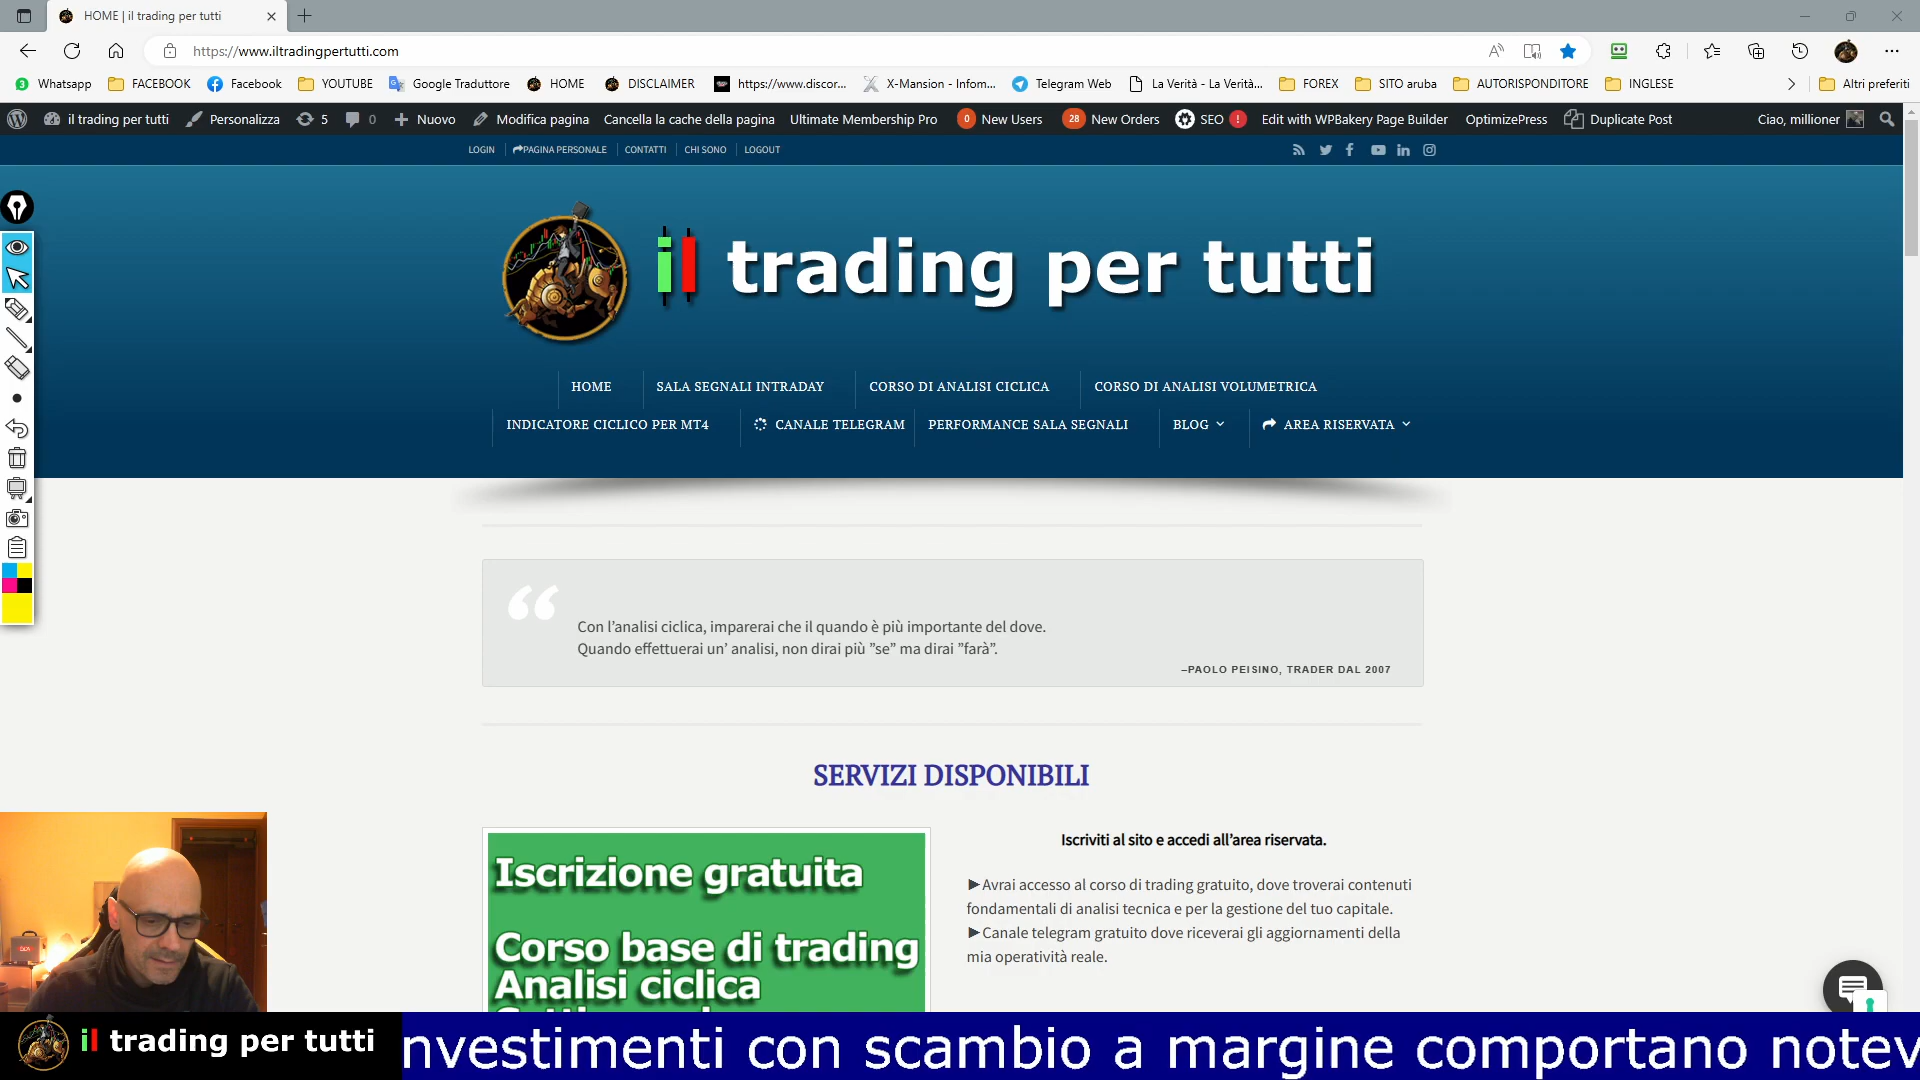 HOME | il trading per tutti
https://www.iltradingpertutti.com
Whatsapp FACEBOOK Facebook YOUTUBE Google Traduttore HOME DISCLAIMER https://www.discor... X-Mansion - Infom... Telegram Web La Verità - La Verità... FOREX SITO aruba AUTORISPONDITORE INGLESE Altri preferiti
il trading per tutti Personalizza 5 0 Nuovo Modifica pagina Cancella la cache della pagina Ultimate Membership Pro 0 New Users 28 New Orders SEO ! Edit with WPBakery Page Builder OptimizePress Duplicate Post Ciao, millioner
LOGIN PAGINA PERSONALE CONTATTI CHI SONO LOGOUT
il trading per tutti
HOME SALA SEGNALI INTRADAY CORSO DI ANALISI CICLICA CORSO DI ANALISI VOLUMETRICA
INDICATORE CICLICO PER MT4 CANALE TELEGRAM PERFORMANCE SALA SEGNALI BLOG AREA RISERVATA
Con l’analisi ciclica, imparerai che il quando è più importante del dove.
Quando effettuerai un’ analisi, non dirai più ”se” ma dirai ”farà”.
–PAOLO PEISINO, TRADER DAL 2007
SERVIZI DISPONIBILI
Iscrizione gratuita
Corso base di trading
Analisi ciclica
Iscriviti al sito e accedi all’area riservata.
►Avrai accesso al corso di trading gratuito, dove troverai contenuti
fondamentali di analisi tecnica e per la gestione del tuo capitale.
►Canale telegram gratuito dove riceverai gli aggiornamenti della
mia operatività reale.
il trading per tutti
nvestimenti con scambio a margine comportano notev